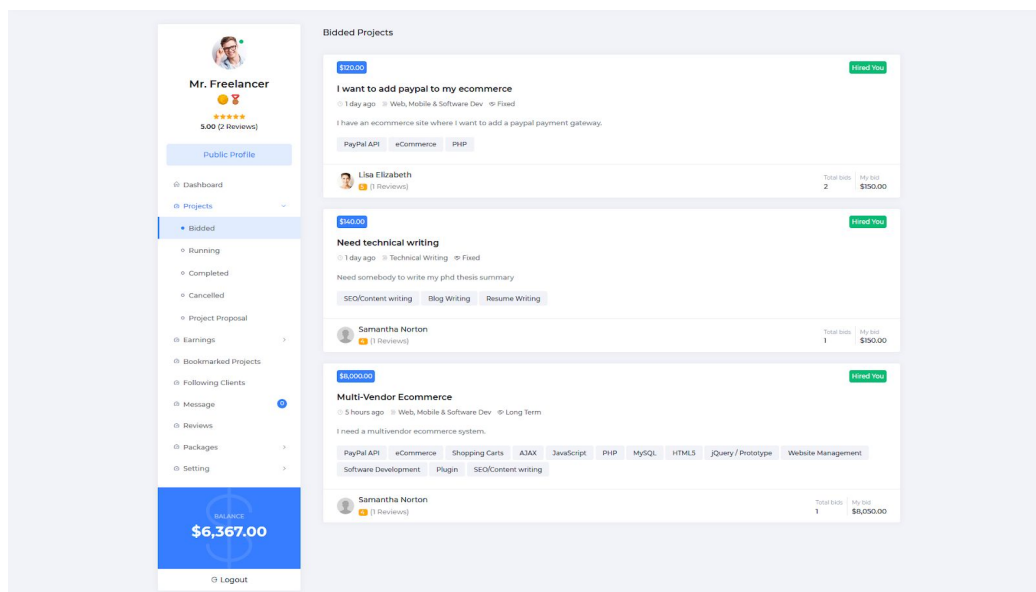 Mr. Freelancer
5.00 (2 Reviews)
Public Profile
Dashboard
Projects
Bidded
Running
Completed
Cancelled
Project Proposal
Earnings
Bookmarked Projects
Following Clients
Message 0
Reviews
Packages
Setting
BALANCE
$6,367.00
Logout
Bidded Projects
$120.00 Hired You
I want to add paypal to my ecommerce
1 day ago Web, Mobile & Software Dev Fixed
I have an ecommerce site where I want to add a paypal payment gateway.
PayPal API eCommerce PHP
Lisa Elizabeth
5 (1 Reviews)
Total bids My bid
2 $150.00
$140.00 Hired You
Need technical writing
1 day ago Technical Writing Fixed
Need somebody to write my phd thesis summary
SEO/Content writing Blog Writing Resume Writing
Samantha Norton
4 (1 Reviews)
Total bids My bid
1 $150.00
$8,000.00 Hired You
Multi-Vendor Ecommerce
5 hours ago Web, Mobile & Software Dev Long Term
I need a multivendor ecommerce system.
PayPal API eCommerce Shopping Carts AJAX JavaScript PHP MySQL HTML5 jQuery / Prototype Website Management
Software Development Plugin SEO/Content writing
Samantha Norton
4 (1 Reviews)
Total bids My bid
1 $8,050.00